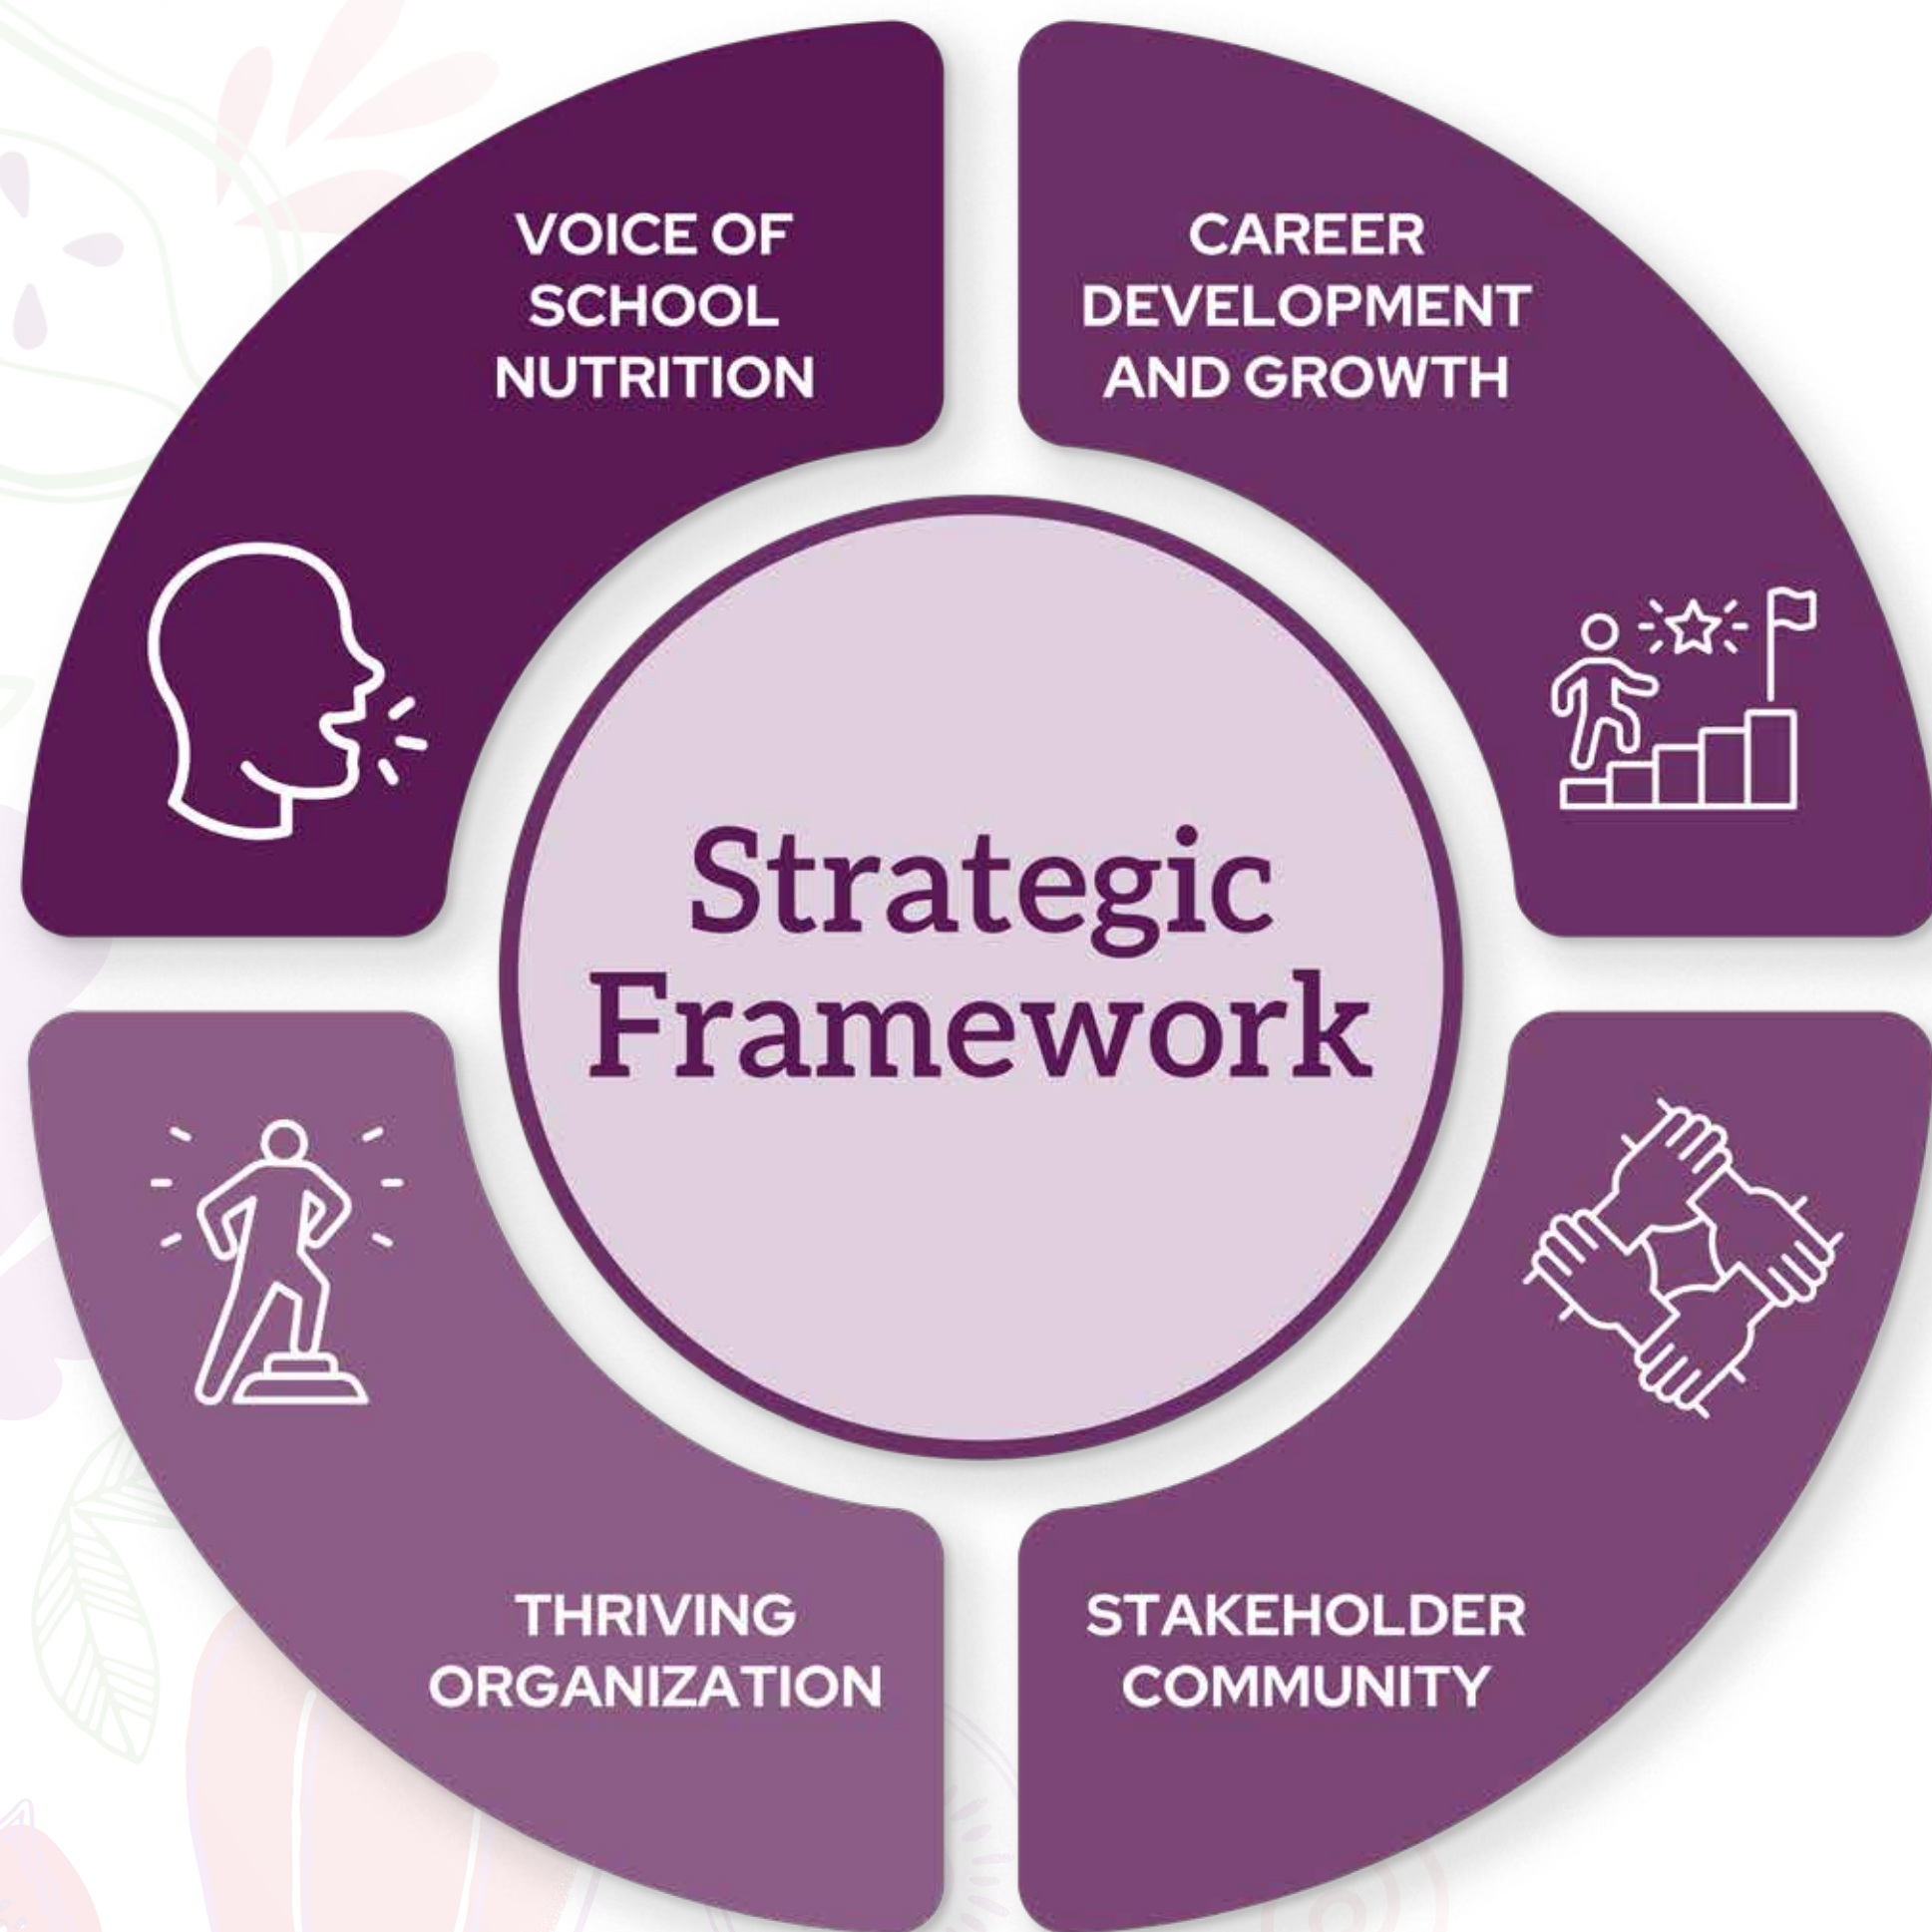 VOICE OF
SCHOOL
NUTRITION
CAREER
DEVELOPMENT
AND GROWTH
Strategic
Framework
THRIVING
ORGANIZATION
STAKEHOLDER
COMMUNITY